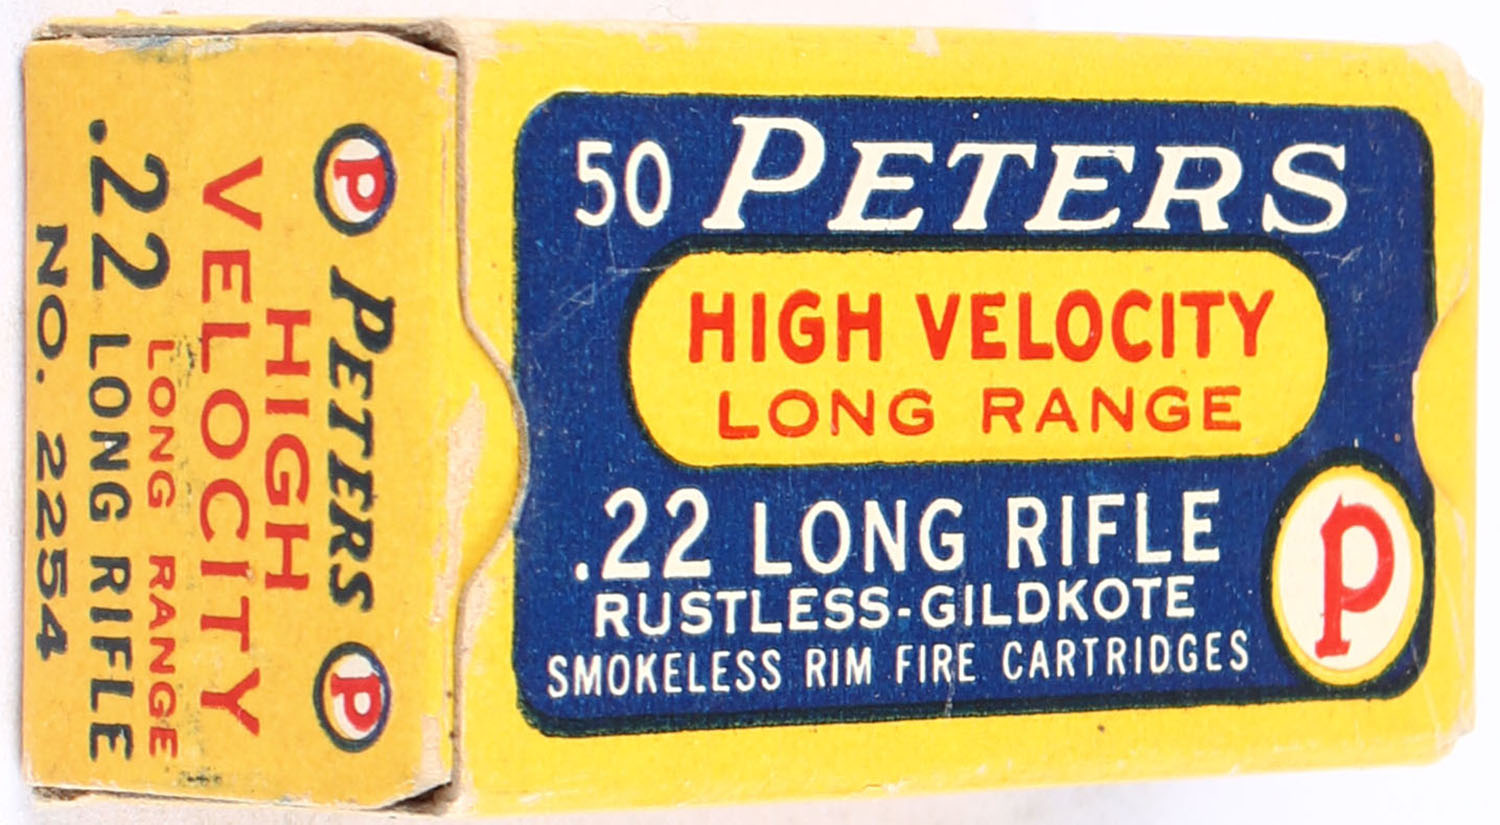 50 PETERS
HIGH VELOCITY
LONG RANGE
.22 LONG RIFLE
RUSTLESS-GILDKOTE
SMOKELESS RIM FIRE CARTRIDGES
P
P PETERS P
HIGH
VELOCITY
LONG RANGE
.22 LONG RIFLE
NO. 2254